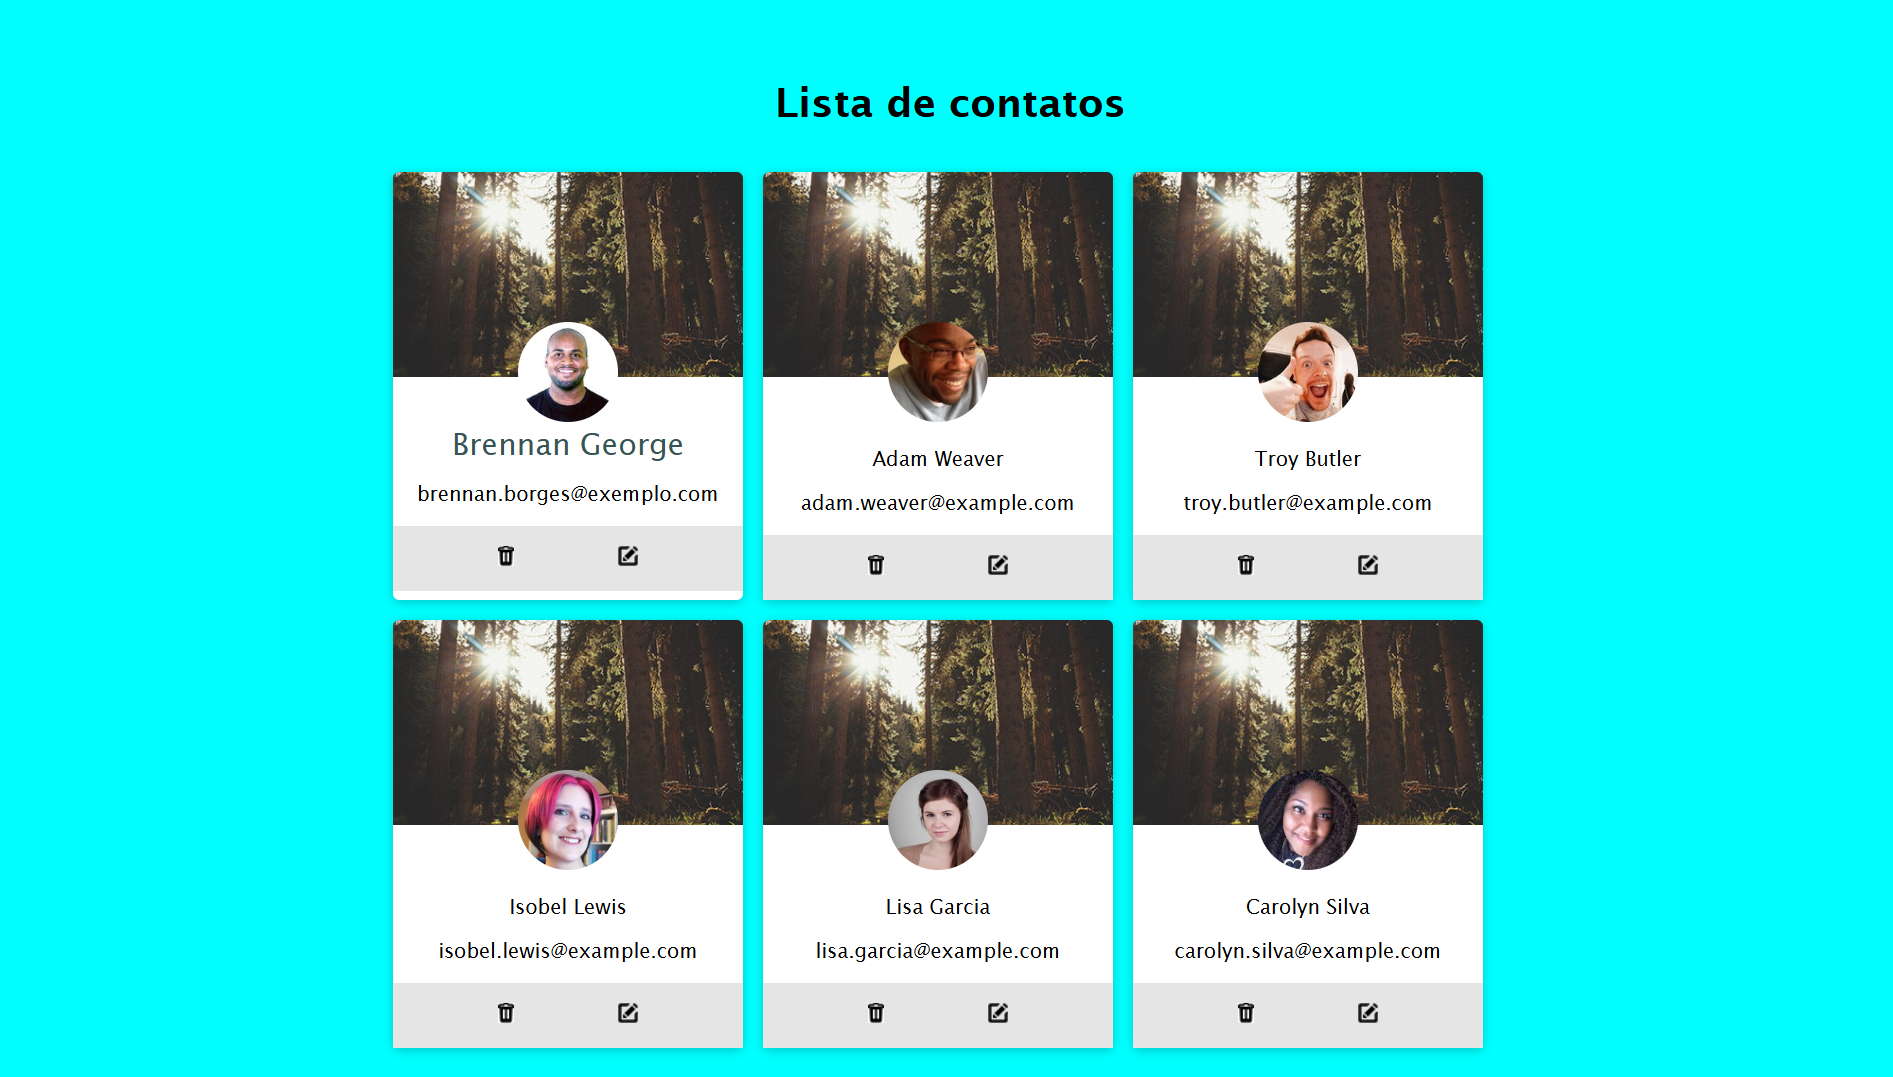 Lista de contatos
Brennan George
brennan.borges@exemplo.com
Adam Weaver
adam.weaver@example.com
Troy Butler
troy.butler@example.com
Isobel Lewis
isobel.lewis@example.com
Lisa Garcia
lisa.garcia@example.com
Carolyn Silva
carolyn.silva@example.com